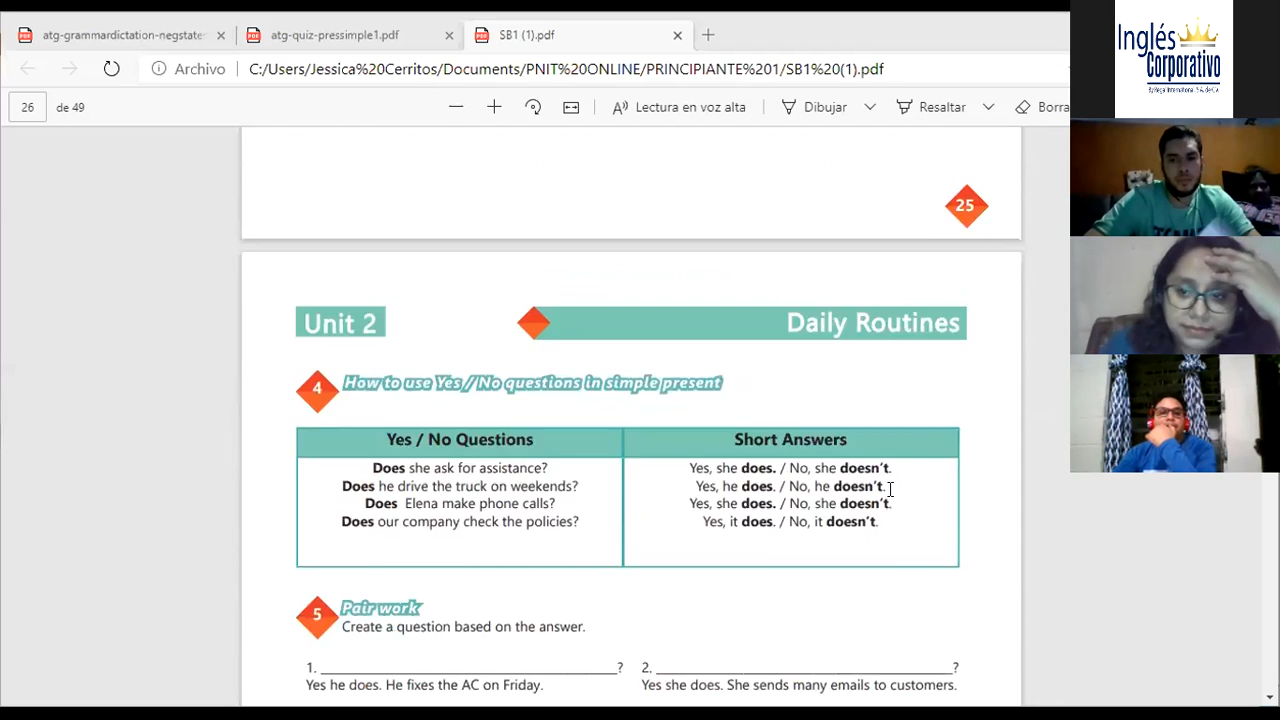 atg-grammardictation-negstate
atg-quiz-pressimple1.pdf
SB1 (1).pdf
Archivo
C:/Users/Jessica%20Cerritos/Documents/PNIT%20ONLINE/PRINCIPIANTE%201/SB1%20(1).pdf
26
de 49
Lectura en voz alta
Dibujar
Resaltar
Borra
Inglés
Corporativo
25
Unit 2
Daily Routines
4
How to use Yes / No questions in simple present
Yes / No Questions
Short Answers
Does she ask for assistance?
Yes, she does. / No, she doesn't.
Does he drive the truck on weekends?
Yes, he does. / No, he doesn't.
Does Elena make phone calls?
Yes, she does. / No, she doesn't.
Does our company check the policies?
Yes, it does. / No, it doesn't.
5
Pair work
Create a question based on the answer.
1. ______________________________________?
2. ______________________________________?
Yes he does. He fixes the AC on Friday.
Yes she does. She sends many emails to customers.